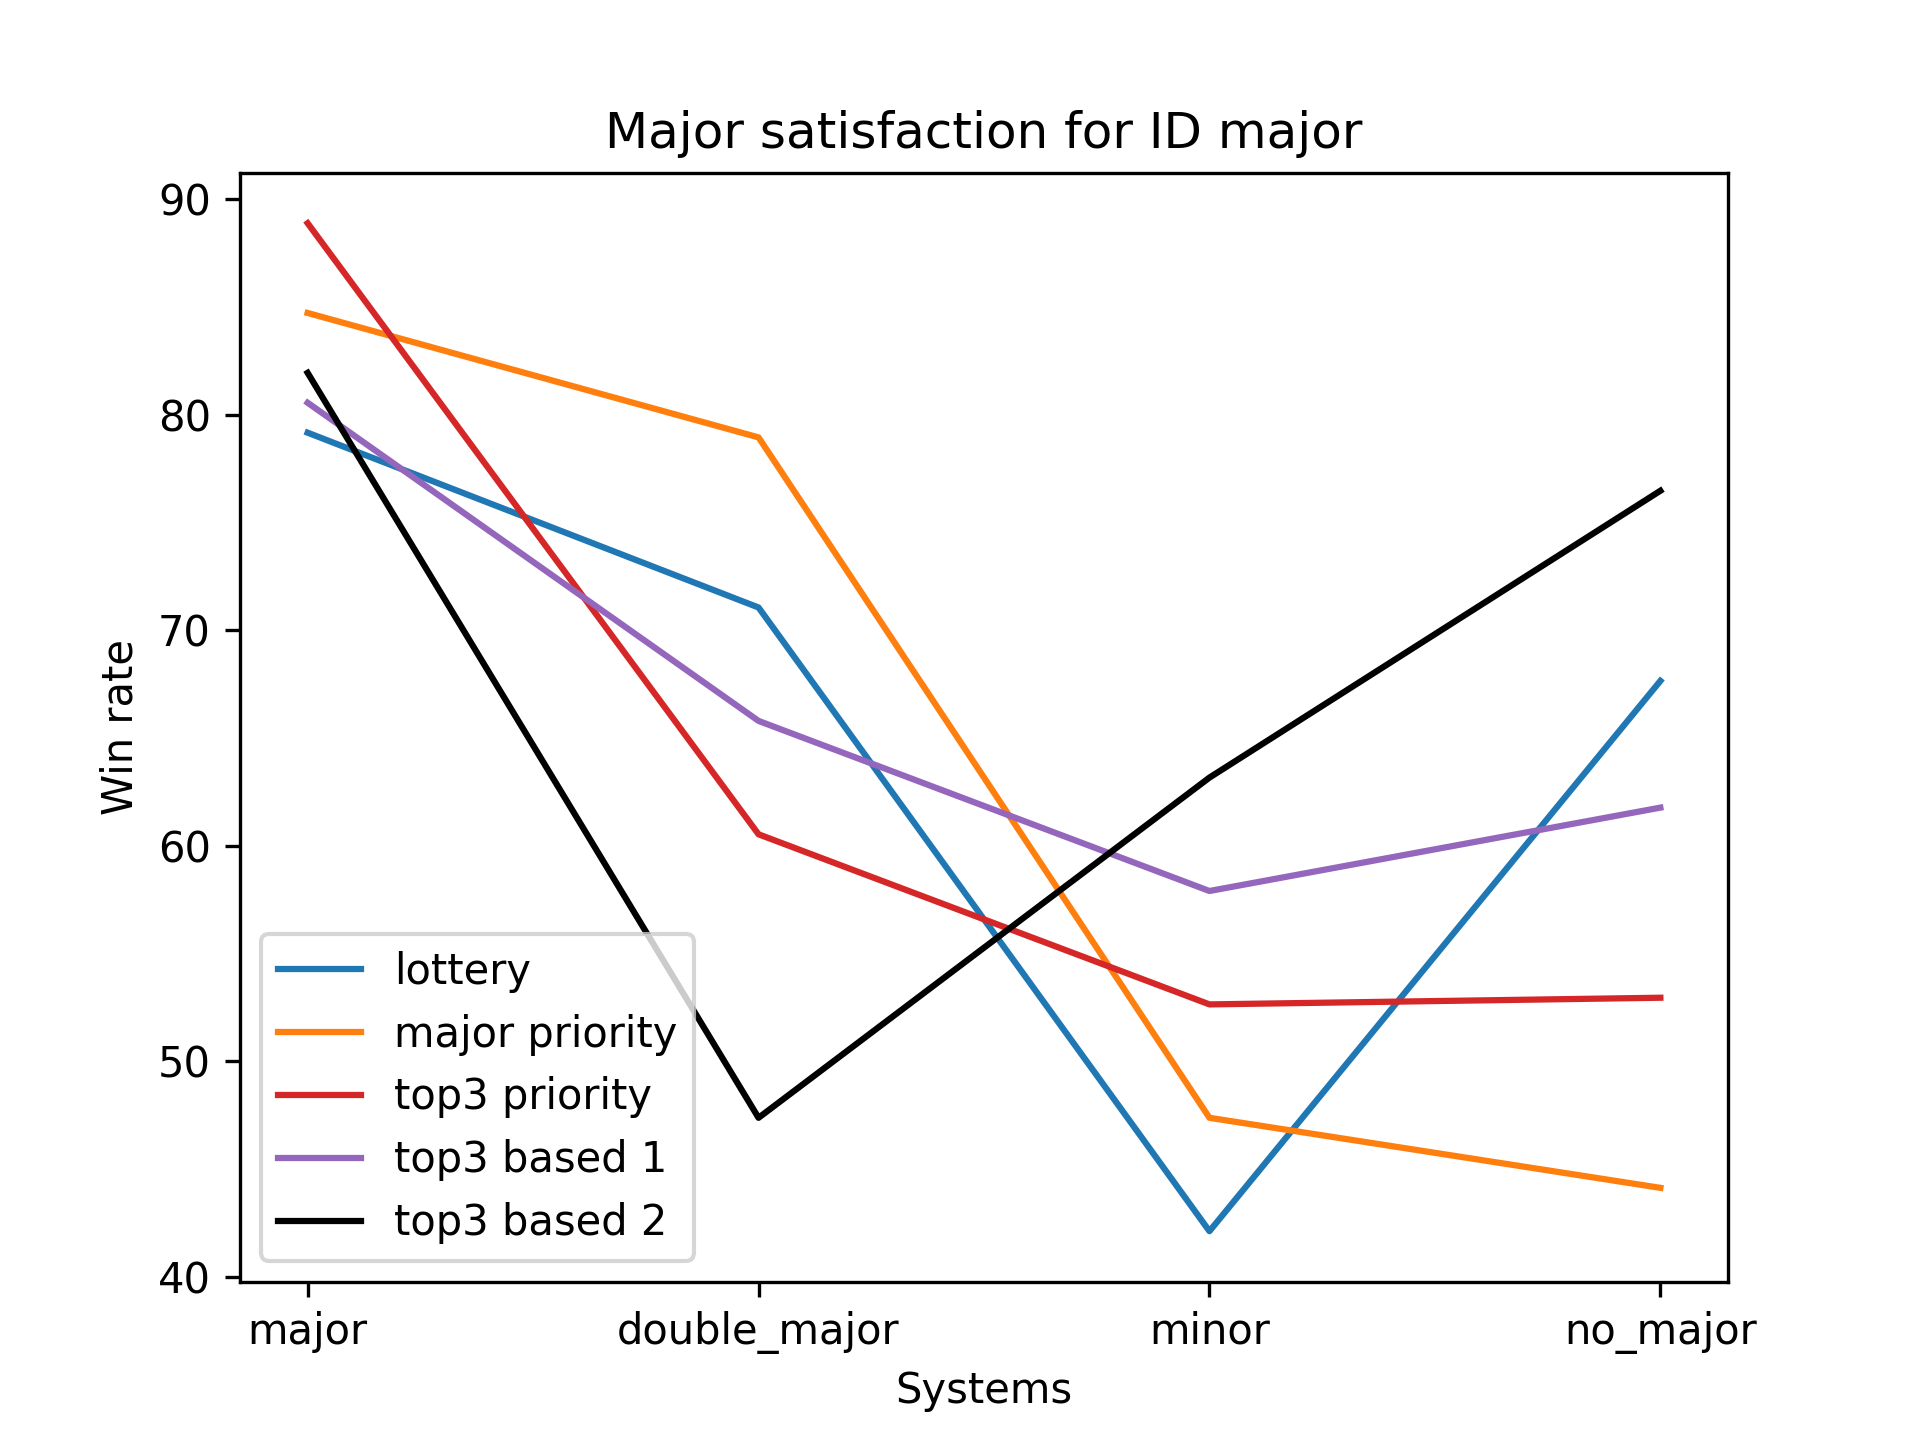 Major satisfaction for ID major
90
80
70
60
50
40
Win rate
lottery
major priority
top3 priority
top3 based 1
top3 based 2
major double_major minor no_major
Systems